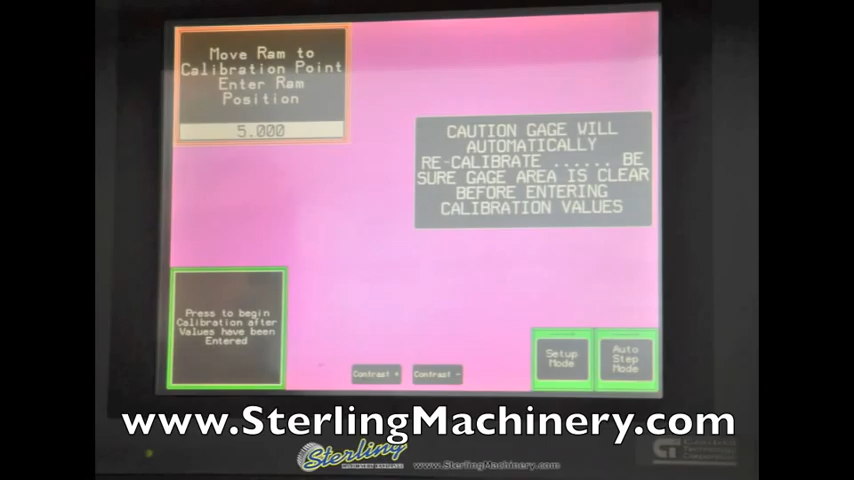 Move Ram to
Calibration Point
Enter Ram
Position
5.000
CAUTION GAGE WILL
AUTOMATICALLY
RE-CALIBRATE ...... BE
SURE GAGE AREA IS CLEAR
BEFORE ENTERING
CALIBRATION VALUES
Press to begin
Calibration after
Values have been
Entered
Contrast +
Contrast -
Setup
Mode
Auto
Step
Mode
www.SterlingMachinery.com
Sterling
MACHINERY EXCHANGE
www.SterlingMachinery.com